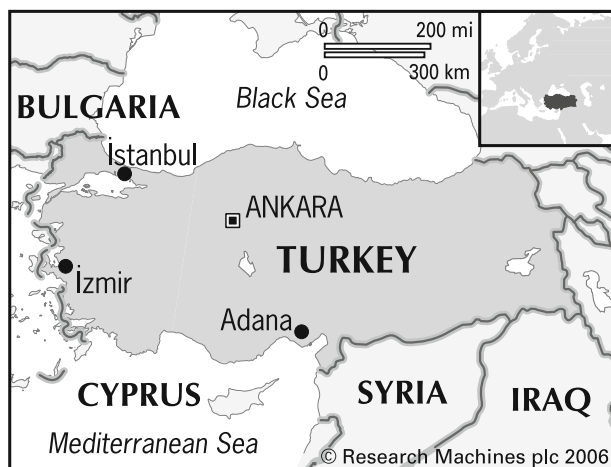 0 200 mi
0 300 km
BULGARIA
Black Sea
İstanbul
ANKARA
TURKEY
İzmir
Adana
CYPRUS
SYRIA
IRAQ
Mediterranean Sea
© Research Machines plc 2006